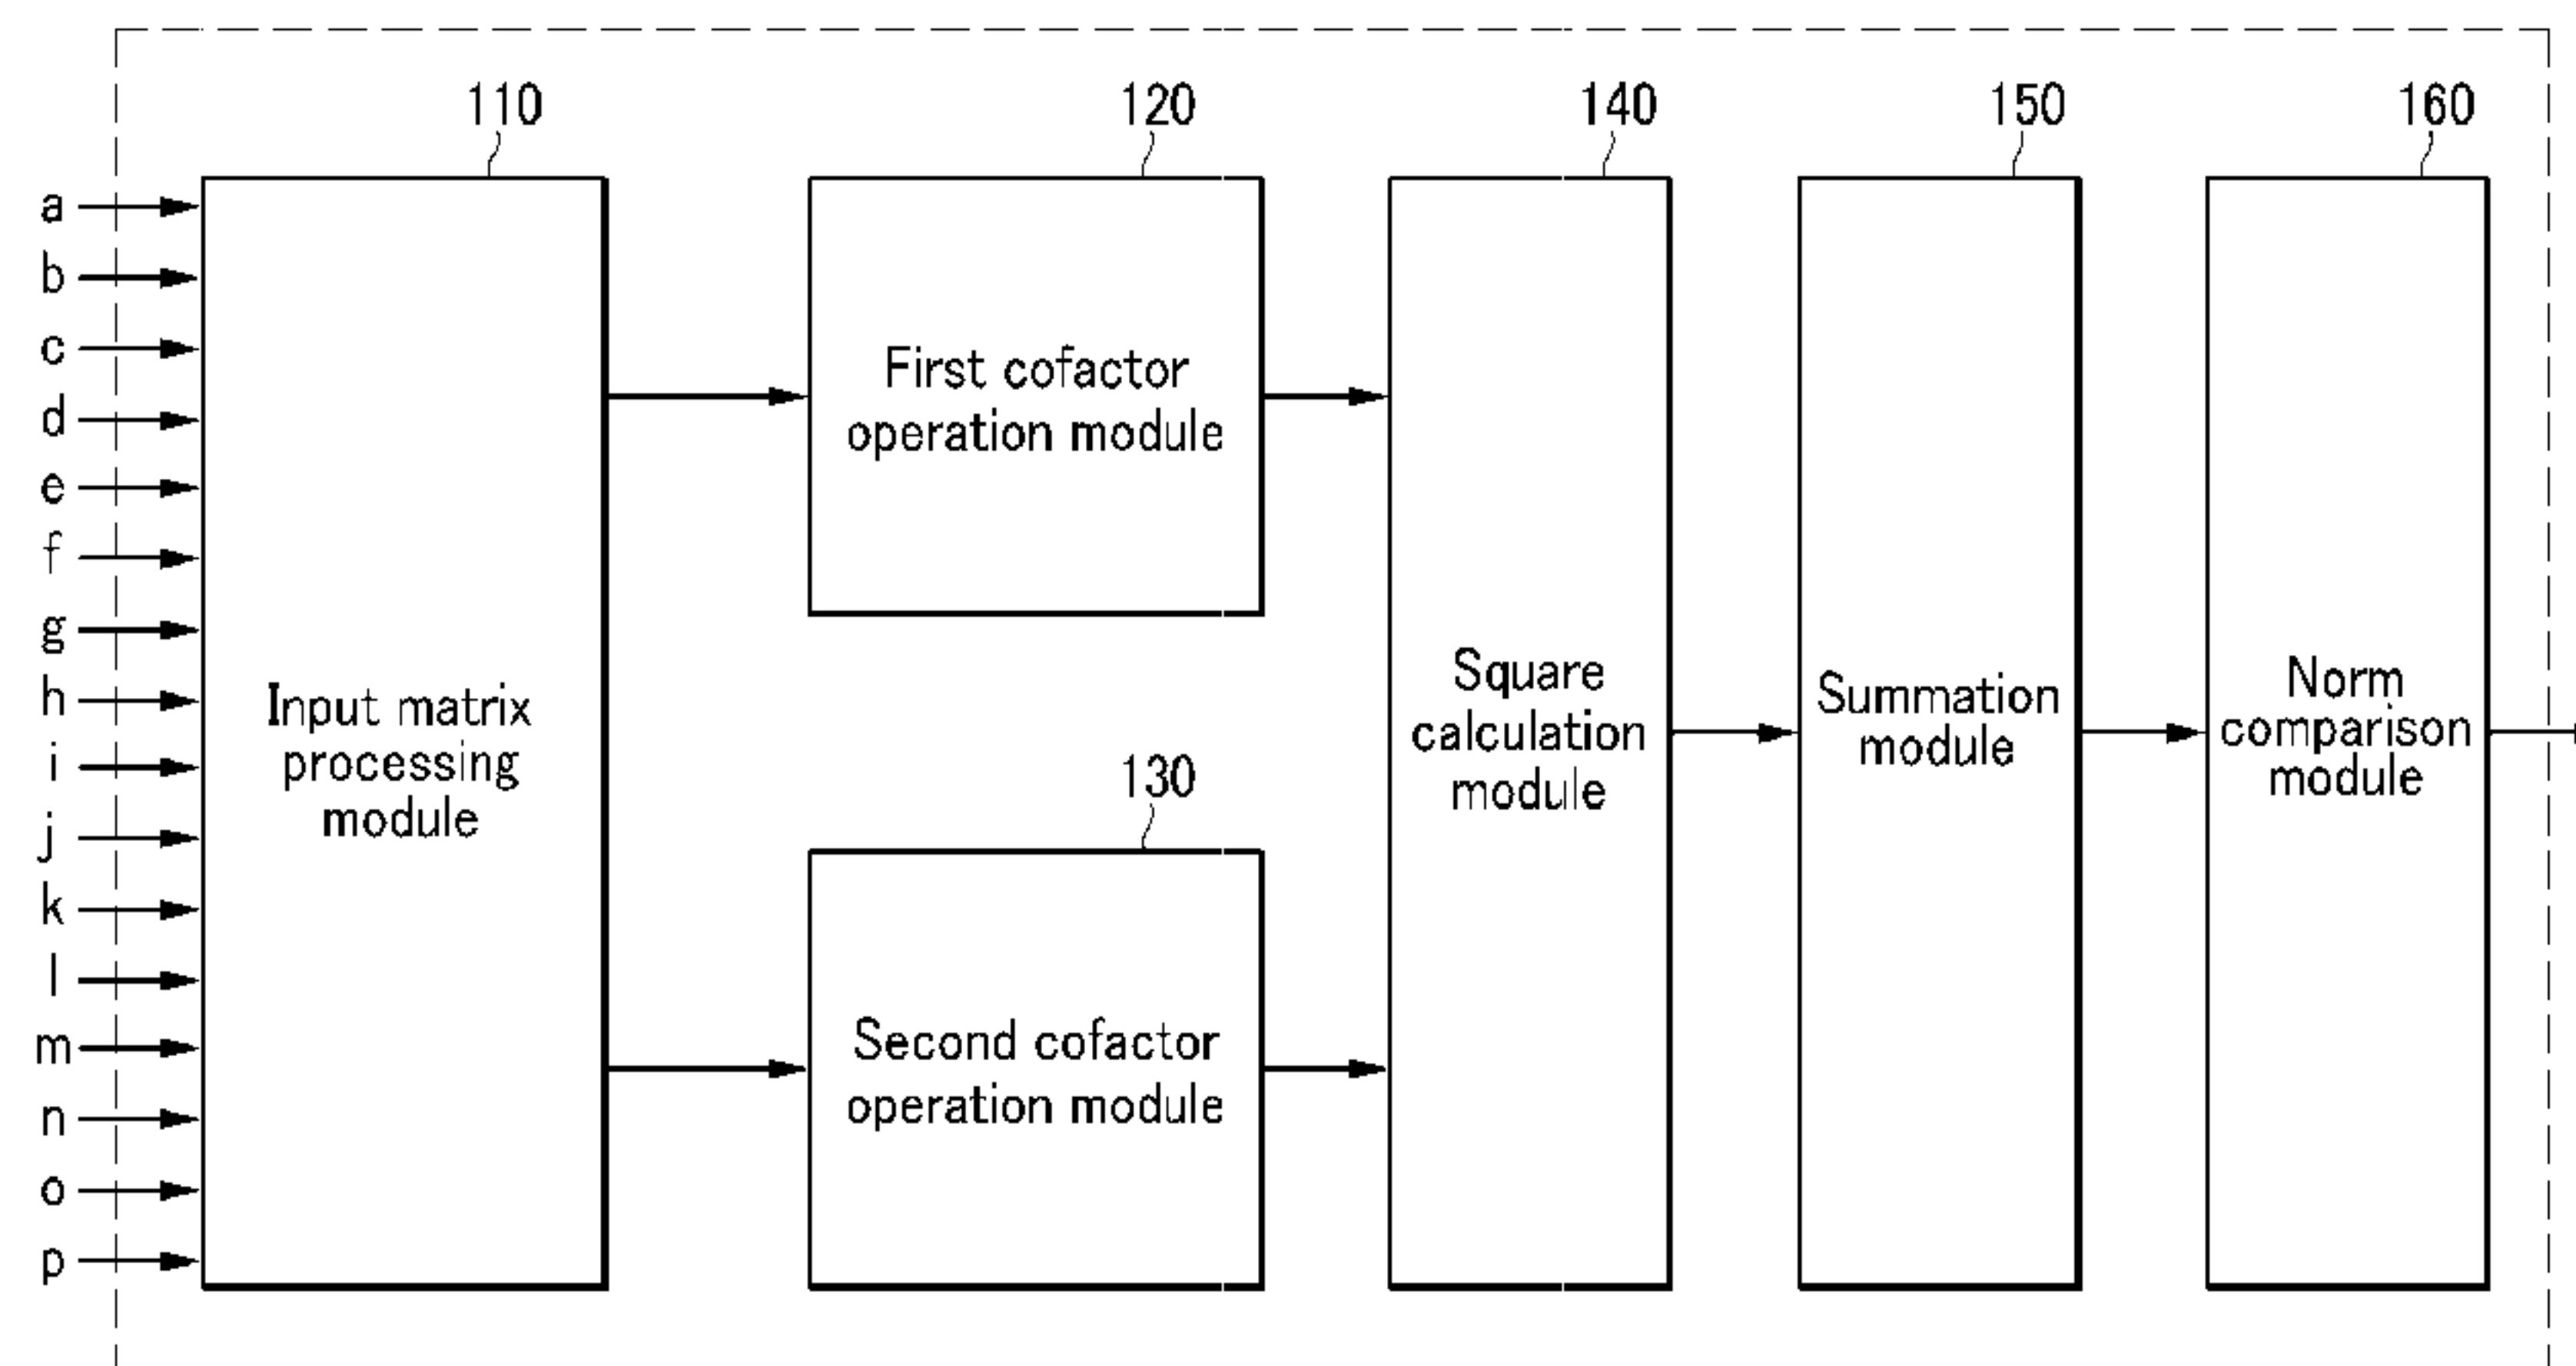 110
120
140
150
160
a
b
c
d
e
f
g
h
i
j
k
l
m
n
o
p
Input matrix
processing
module
First cofactor
operation module
130
Second cofactor
operation module
Square
calculation
module
Summation
module
Norm
comparison
module